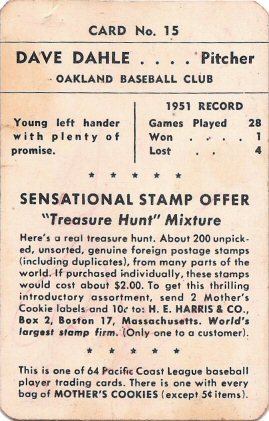 CARD No. 15
DAVE DAHLE . . . . Pitcher
OAKLAND BASEBALL CLUB
Young left hander
with plenty of
promise.
1951 RECORD
Games Played 28
Won - 1
Lost - 4
* * * * *
SENSATIONAL STAMP OFFER
"Treasure Hunt" Mixture
Here's a real treasure hunt. About 200 unpick-
ed, unsorted, genuine foreign postage stamps
(including duplicates), from many parts of the
world. If purchased individually, these stamps
would cost about $2.00. To get this thrilling
introductory assortment, send 2 Mother's
Cookie labels and 10¢ to: H. E. HARRIS & CO.,
Box 2, Boston 17, Massachusetts. World's
largest stamp firm. (Only one to a customer).
* * * * *
This is one of 64 Pacific Coast League baseball
player trading cards. There is one with every
bag of MOTHER'S COOKIES (except 5¢ items).